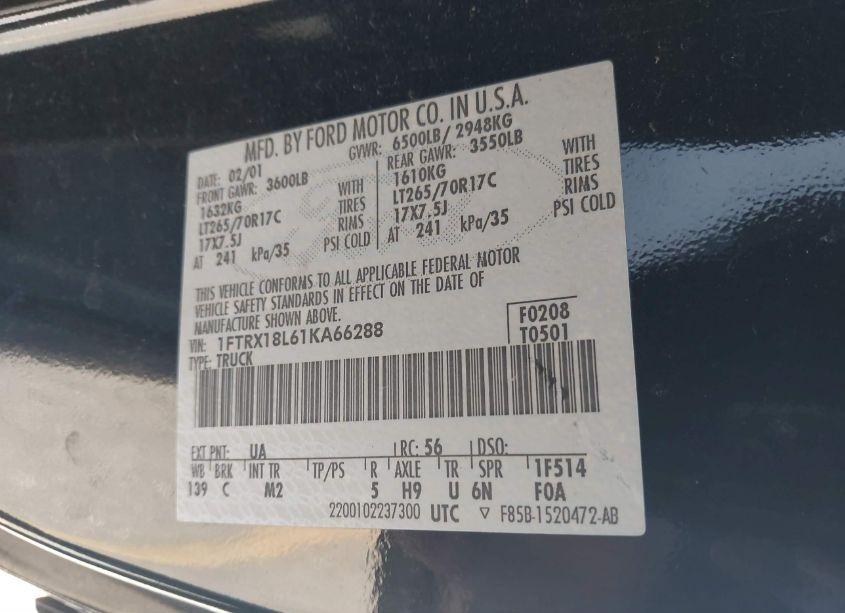 MFD. BY FORD MOTOR CO. IN U.S.A.
DATE: 02/01 GVWR: 6500LB / 2948KG
FRONT GAWR: 3600LB REAR GAWR: 3550LB
1632KG WITH 1610KG WITH
LT265/70R17C TIRES LT265/70R17C TIRES
17X7.5J RIMS 17X7.5J RIMS
AT 241 kPa/35 PSI COLD AT 241 kPa/35 PSI COLD
THIS VEHICLE CONFORMS TO ALL APPLICABLE FEDERAL MOTOR
VEHICLE SAFETY STANDARDS IN EFFECT ON THE DATE OF
MANUFACTURE SHOWN ABOVE.
VIN: 1FTRX18L61KA66288 F0208
TYPE: TRUCK T0501
EXT PNT: UA RC: 56 DSO:
WB BRK INT TR TP/PS R AXLE TR SPR 1F514
139 C M2 5 H9 U 6N F0A
2200102237300 UTC ▽ F85B-1520472-AB